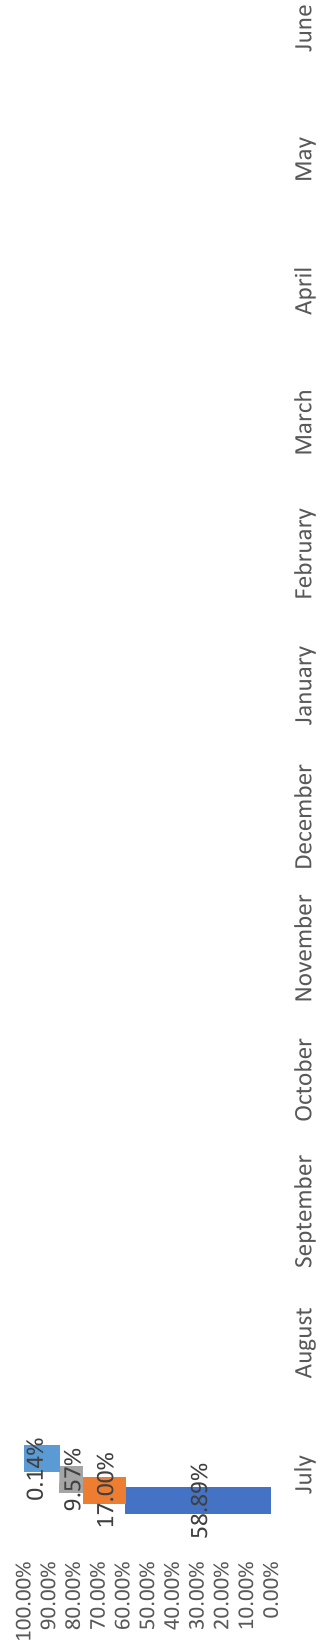 100.00%
90.00%
80.00%
70.00%
60.00%
50.00%
40.00%
30.00%
20.00%
10.00%
0.00%
0.14%
9.57%
17.00%
58.89%
July
August
September
October
November
December
January
February
March
April
May
June